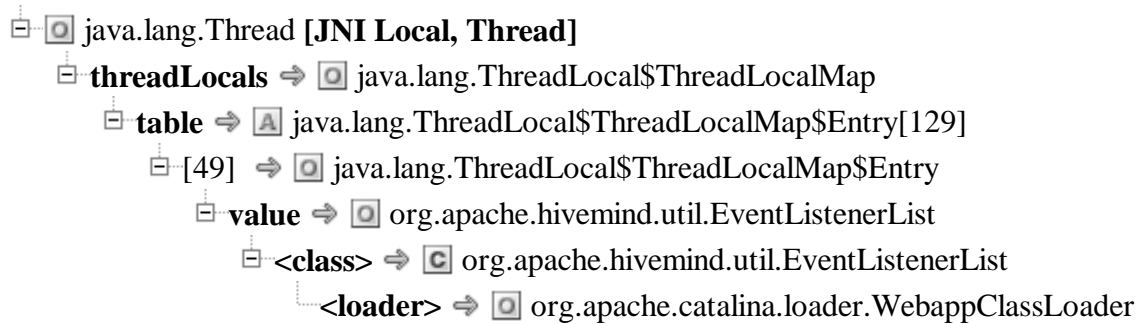 O java.lang.Thread [JNI Local, Thread]
threadLocals ⇒ O java.lang.ThreadLocal$ThreadLocalMap
table ⇒ A java.lang.ThreadLocal$ThreadLocalMap$Entry[129]
[49] ⇒ O java.lang.ThreadLocal$ThreadLocalMap$Entry
value ⇒ O org.apache.hivemind.util.EventListenerList
<class> ⇒ C org.apache.hivemind.util.EventListenerList
<loader> ⇒ O org.apache.catalina.loader.WebappClassLoader